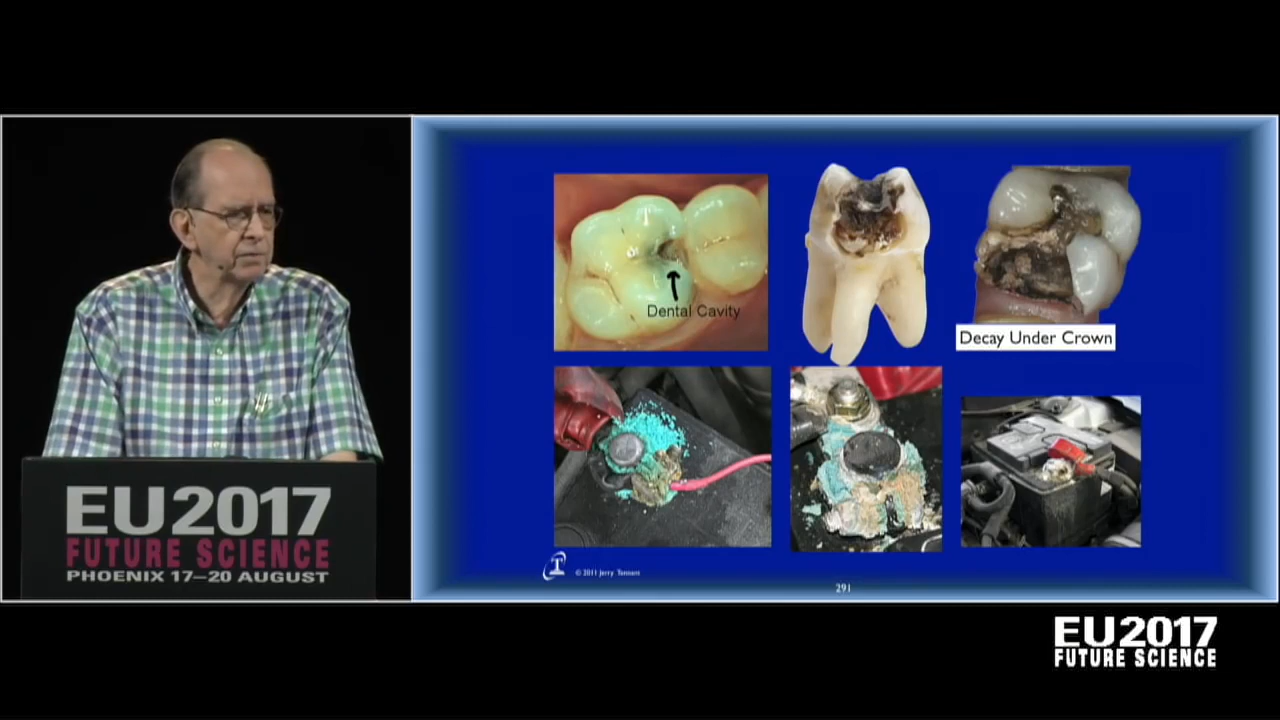 EU2017
FUTURE SCIENCE
PHOENIX 17–20 AUGUST
Dental Cavity
Decay Under Crown
T
© 2011 Jerry Tennant
291
EU2017
FUTURE SCIENCE